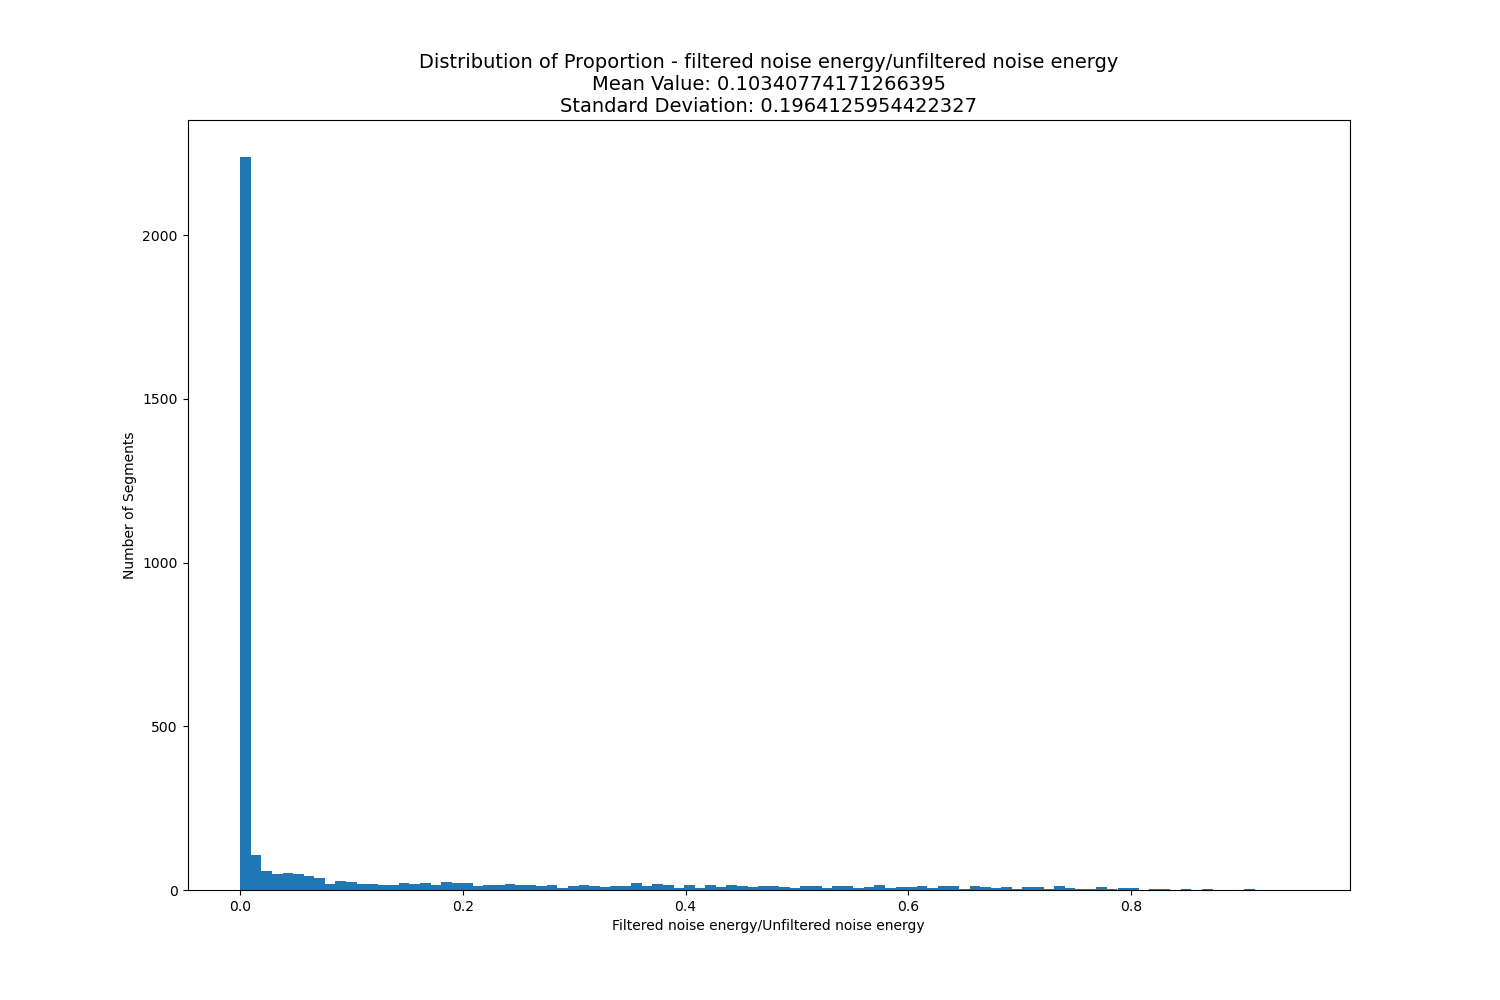 Distribution of Proportion - filtered noise energy/unfiltered noise energy
Mean Value: 0.10340774171266395
Standard Deviation: 0.1964125954422327
2000
1500
1000
500
0
Number of Segments
0.0 0.2 0.4 0.6 0.8
Filtered noise energy/Unfiltered noise energy